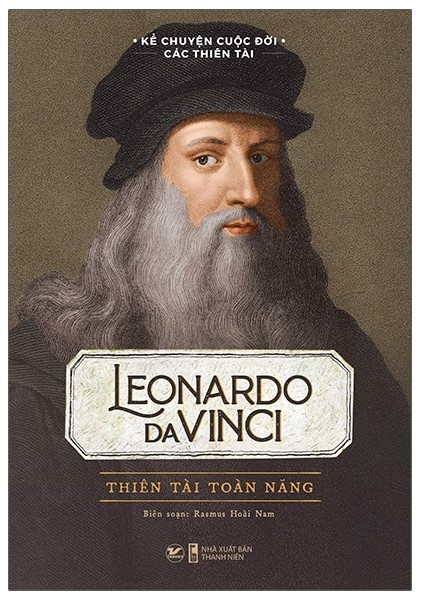 • KỂ CHUYỆN CUỘC ĐỜI •
CÁC THIÊN TÀI
LEONARDO
DA VINCI
THIÊN TÀI TOÀN NĂNG
Biên soạn: Rasmus Hoài Nam
NHÀ XUẤT BẢN
THANH NIÊN